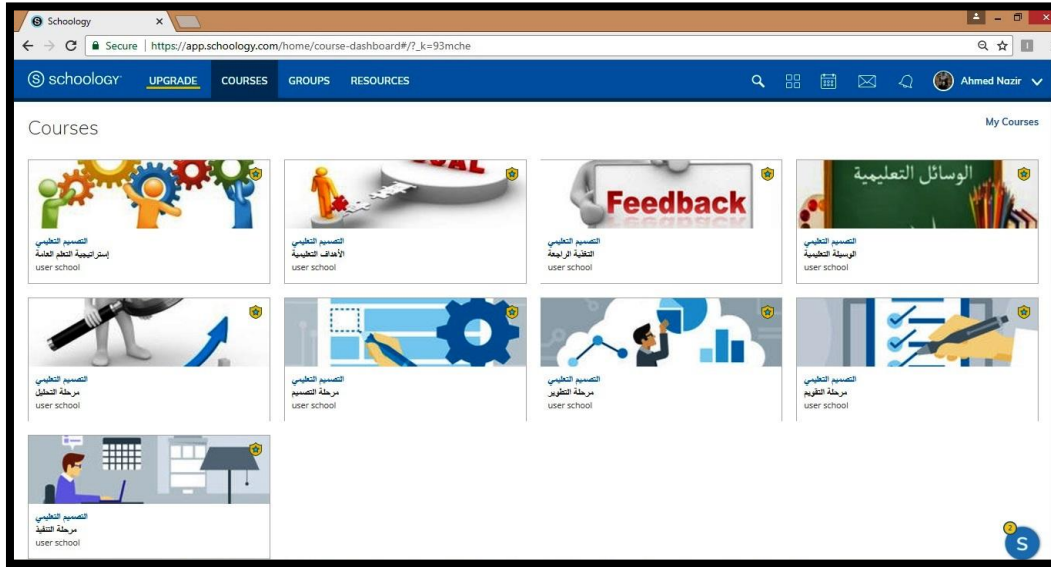 Schoology
Secure | https://app.schoology.com/home/course-dashboard#/?_k=93mche
S schoology UPGRADE COURSES GROUPS RESOURCES Ahmed Nazir
Courses
My Courses
التصميم التعليمي
إستراتيجية التعلم العامة
user school
VAL
التصميم التعليمي
الأهداف التعليمية
user school
Feedback
التصميم التعليمي
التغذية الراجعة
user school
الوسائل التعليمية
التصميم التعليمي
الوسيلة التعليمية
user school
التصميم التعليمي
مرحلة التحليل
user school
التصميم التعليمي
مرحلة التصميم
user school
التصميم التعليمي
مرحلة التطوير
user school
التصميم التعليمي
مرحلة التقويم
user school
التصميم التعليمي
مرحلة التنفيذ
user school
2
S